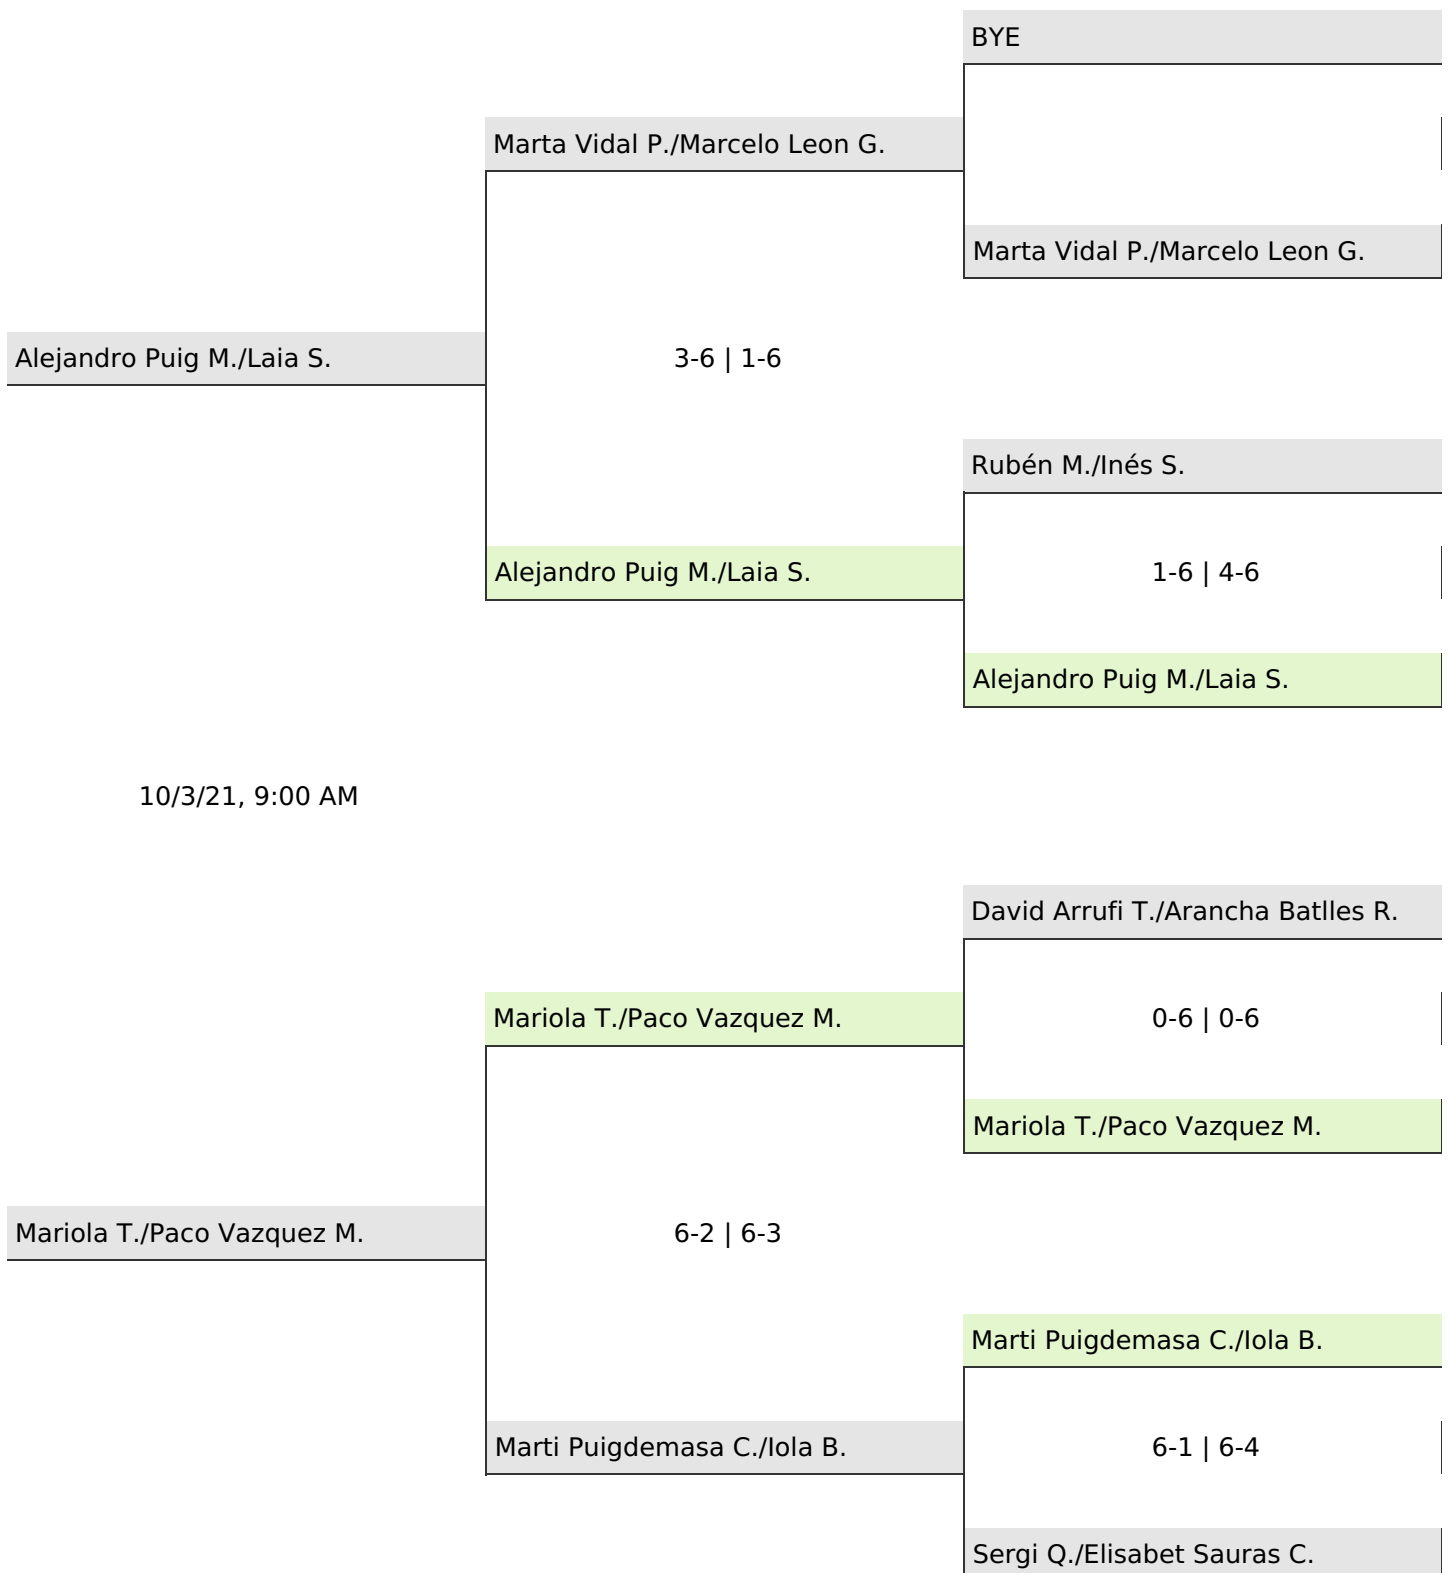 BYE
Marta Vidal P./Marcelo Leon G.
Marta Vidal P./Marcelo Leon G.
Alejandro Puig M./Laia S.
3-6 | 1-6
Rubén M./Inés S.
Alejandro Puig M./Laia S.
1-6 | 4-6
Alejandro Puig M./Laia S.
10/3/21, 9:00 AM
David Arrufi T./Arancha Batlles R.
Mariola T./Paco Vazquez M.
0-6 | 0-6
Mariola T./Paco Vazquez M.
Mariola T./Paco Vazquez M.
6-2 | 6-3
Marti Puigdemasa C./Iola B.
Marti Puigdemasa C./Iola B.
6-1 | 6-4
Sergi Q./Elisabet Sauras C.